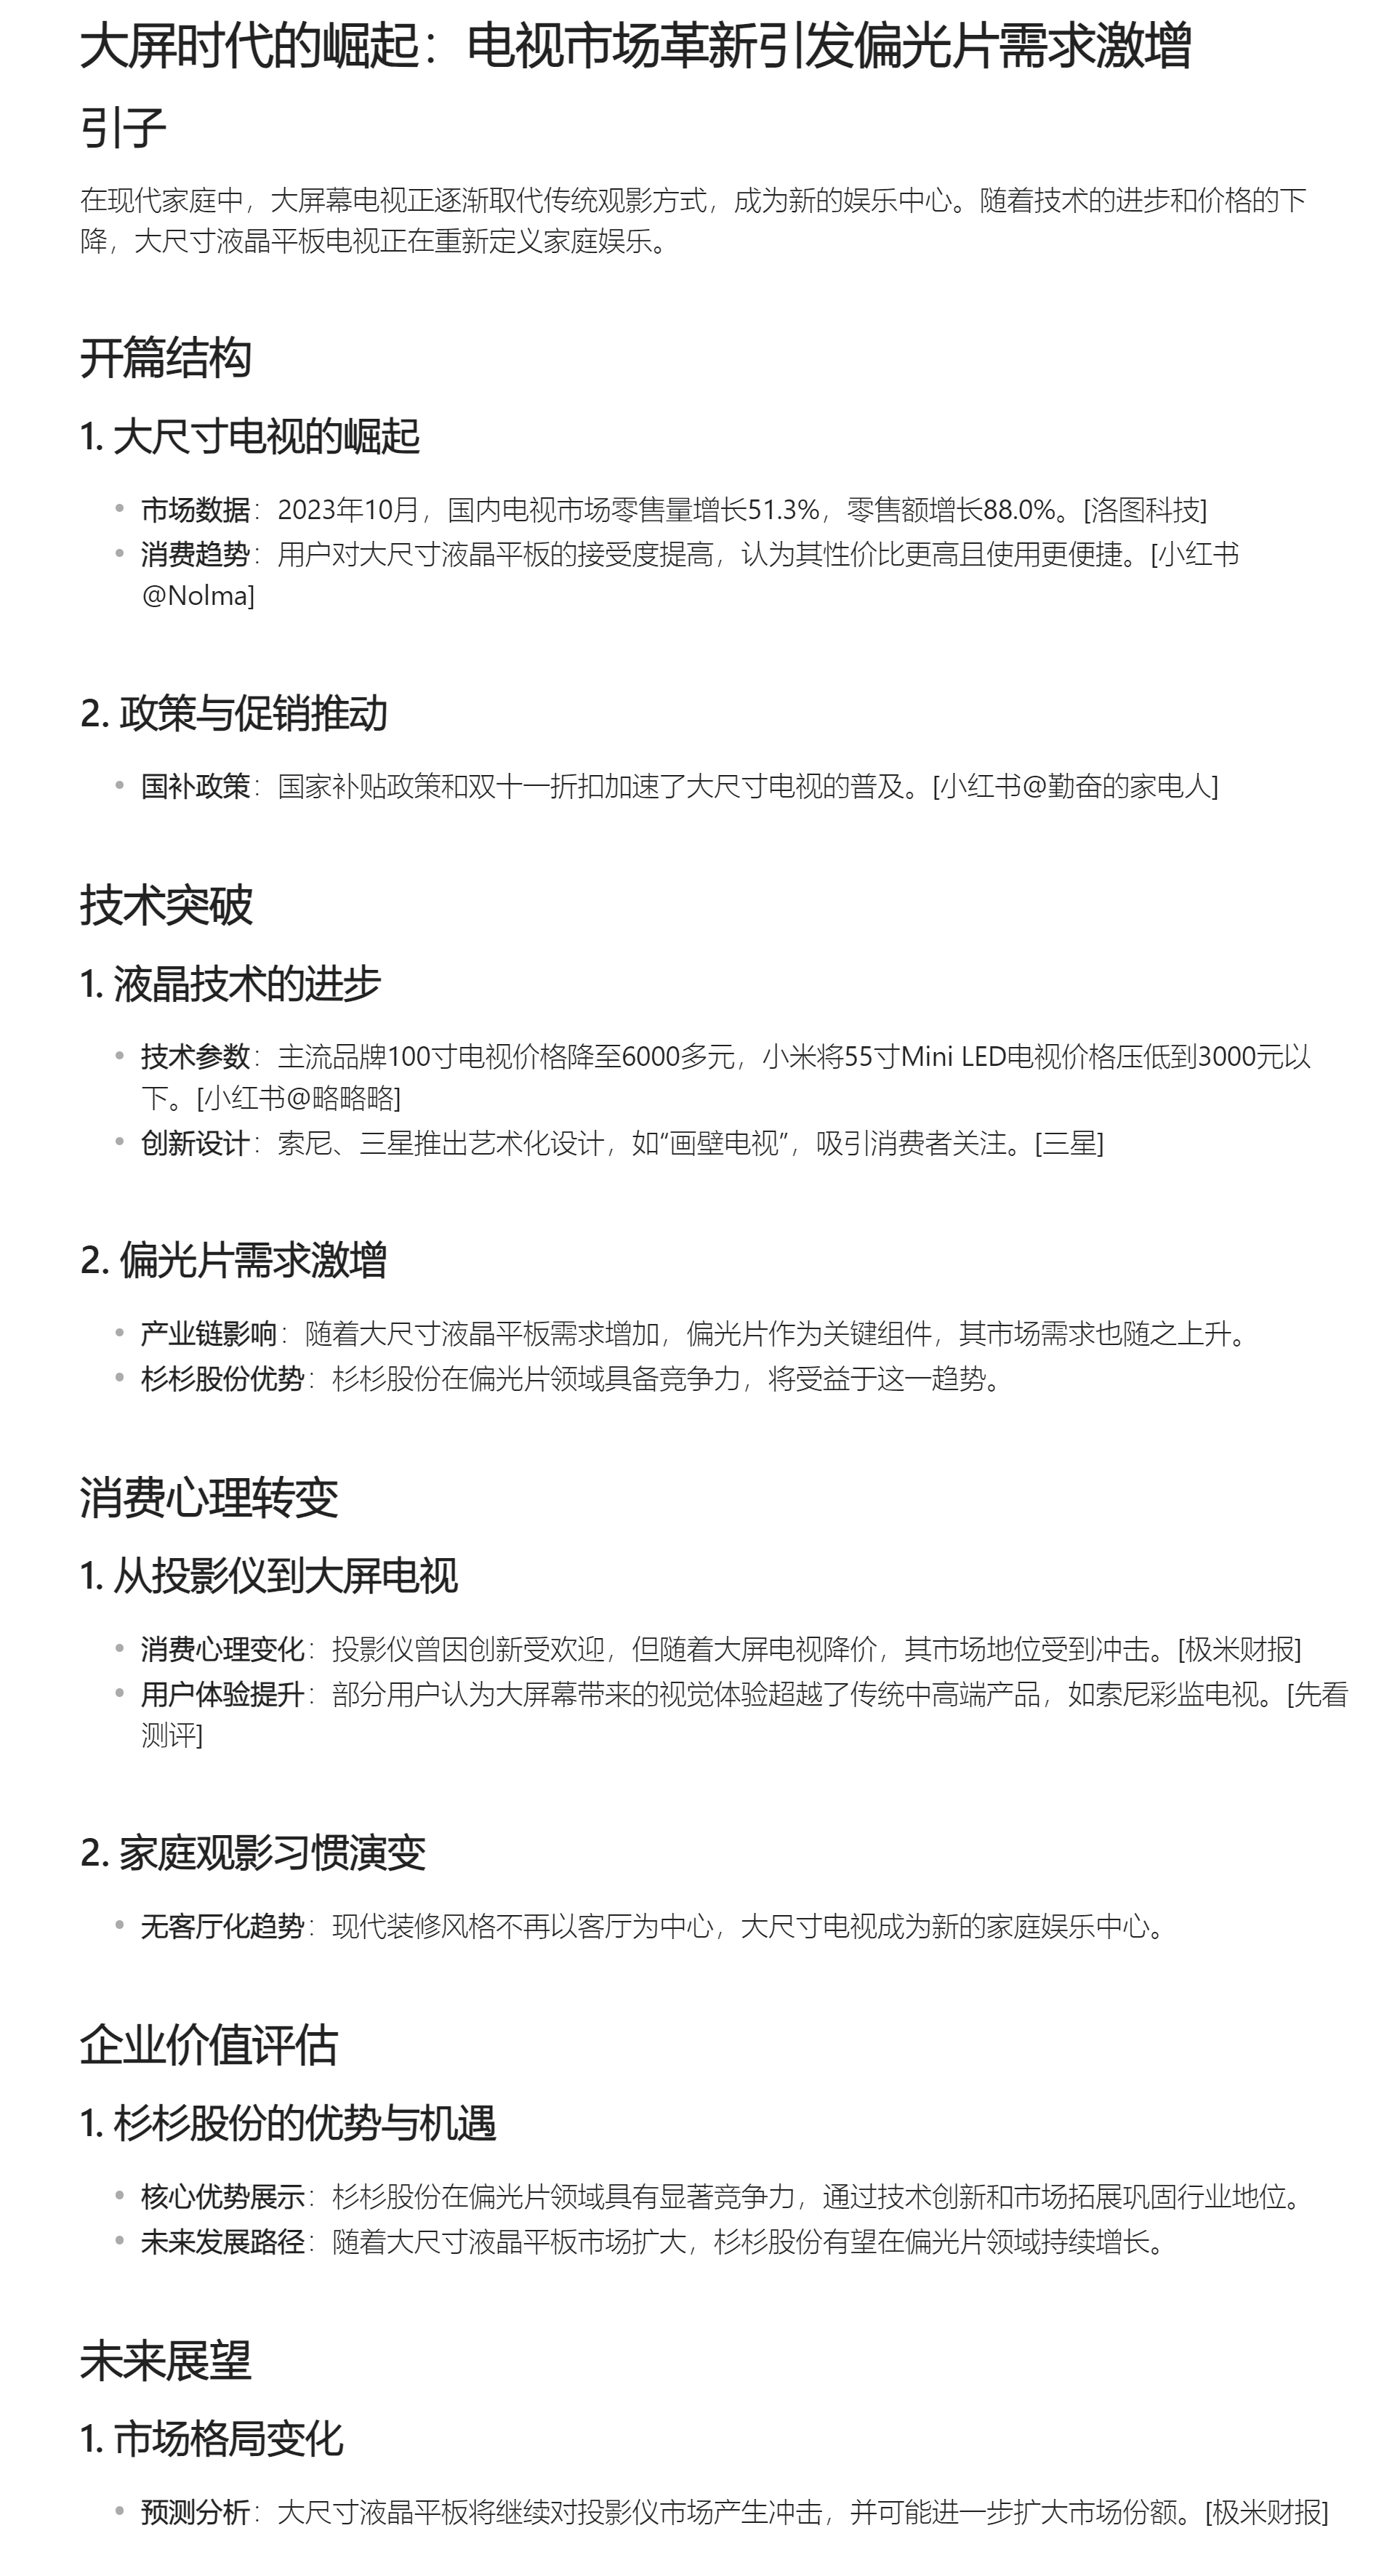 大屏时代的崛起：电视市场革新引发偏光片需求激增
引子
在现代家庭中，大屏幕电视正逐渐取代传统观影方式，成为新的娱乐中心。随着技术的进步和价格的下
降，大尺寸液晶平板电视正在重新定义家庭娱乐。
开篇结构
1. 大尺寸电视的崛起
• 市场数据：2023年10月，国内电视市场零售量增长51.3%，零售额增长88.0%。[洛图科技]
• 消费趋势：用户对大尺寸液晶平板的接受度提高，认为其性价比更高且使用更便捷。[小红书
@Nolma]
2. 政策与促销推动
• 国补政策：国家补贴政策和双十一折扣加速了大尺寸电视的普及。[小红书@勤奋的家电人]
技术突破
1. 液晶技术的进步
• 技术参数：主流品牌100寸电视价格降至6000多元，小米将55寸Mini LED电视价格压低到3000元以
下。[小红书@略略略]
• 创新设计：索尼、三星推出艺术化设计，如“画壁电视”，吸引消费者关注。[三星]
2. 偏光片需求激增
• 产业链影响：随着大尺寸液晶平板需求增加，偏光片作为关键组件，其市场需求也随之上升。
• 杉杉股份优势：杉杉股份在偏光片领域具备竞争力，将受益于这一趋势。
消费心理转变
1. 从投影仪到大屏电视
• 消费心理变化：投影仪曾因创新受欢迎，但随着大屏电视降价，其市场地位受到冲击。[极米财报]
• 用户体验提升：部分用户认为大屏幕带来的视觉体验超越了传统中高端产品，如索尼彩监电视。[先看
测评]
2. 家庭观影习惯演变
• 无客厅化趋势：现代装修风格不再以客厅为中心，大尺寸电视成为新的家庭娱乐中心。
企业价值评估
1. 杉杉股份的优势与机遇
• 核心优势展示：杉杉股份在偏光片领域具有显著竞争力，通过技术创新和市场拓展巩固行业地位。
• 未来发展路径：随着大尺寸液晶平板市场扩大，杉杉股份有望在偏光片领域持续增长。
未来展望
1. 市场格局变化
• 预测分析：大尺寸液晶平板将继续对投影仪市场产生冲击，并可能进一步扩大市场份额。[极米财报]